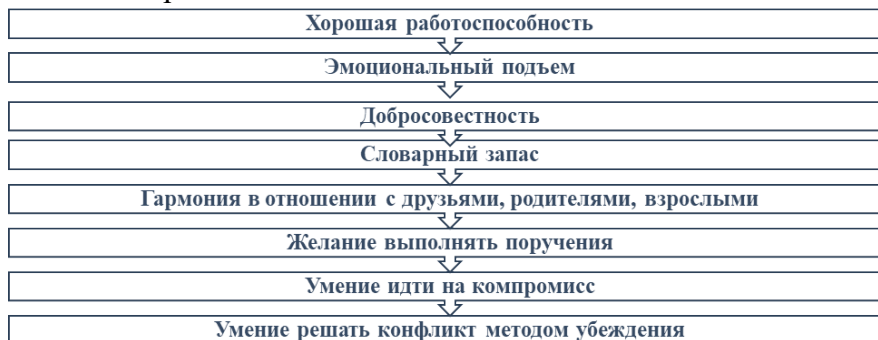 Хорошая работоспособность
Эмоциональный подъем
Добросовестность
Словарный запас
Гармония в отношении с друзьями, родителями, взрослыми
Желание выполнять поручения
Умение идти на компромисс
Умение решать конфликт методом убеждения